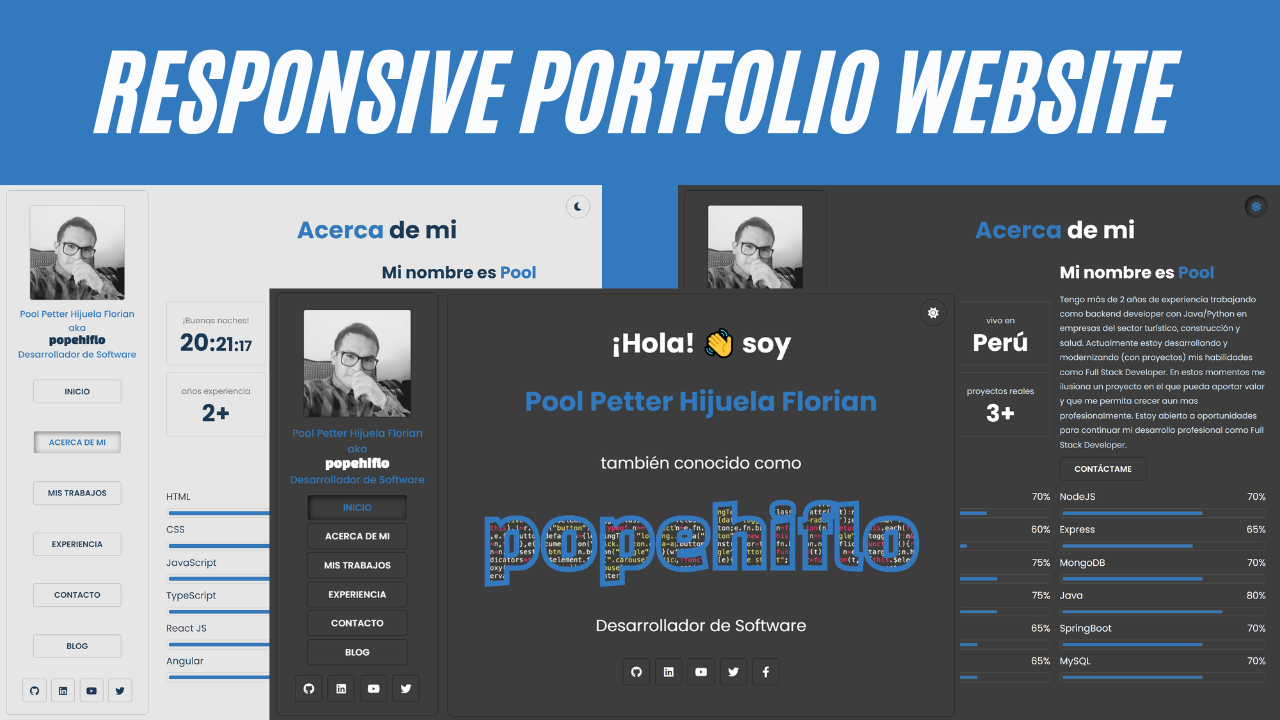 RESPONSIVE PORTFOLIO WEBSITE
Pool Petter Hijuela Florian
aka
popehiflo
Desarrollador de Software
INICIO
ACERCA DE MI
MIS TRABAJOS
EXPERIENCIA
CONTACTO
BLOG
Acerca de mi
Mi nombre es Pool
¡Buenas noches!
20:21:17
años experiencia
2+
HTML
CSS
JavaScript
TypeScript
React JS
Angular
Pool Petter Hijuela Florian
aka
popehiflo
Desarrollador de Software
INICIO
ACERCA DE MI
MIS TRABAJOS
EXPERIENCIA
CONTACTO
BLOG
¡Hola! 👋 soy
Pool Petter Hijuela Florian
también conocido como
popehiflo
Desarrollador de Software
Acerca de mi
Mi nombre es Pool
vivo en
Perú
proyectos reales
3+
Tengo más de 2 años de experiencia trabajando
como backend developer con Java/Python en
empresas del sector turístico, construcción y
salud. Actualmente estoy desarrollando y
modernizando (con proyectos) mis habilidades
como Full Stack Developer. En estos momentos me
ilusiona un proyecto en el que pueda aportar valor
y que me permita crecer aun mas
profesionalmente. Estoy abierto a oportunidades
para continuar mi desarrollo profesional como Full
Stack Developer.
CONTÁCTAME
70% NodeJS 70%
60% Express 65%
75% MongoDB 70%
75% Java 80%
65% SpringBoot 70%
65% MySQL 70%